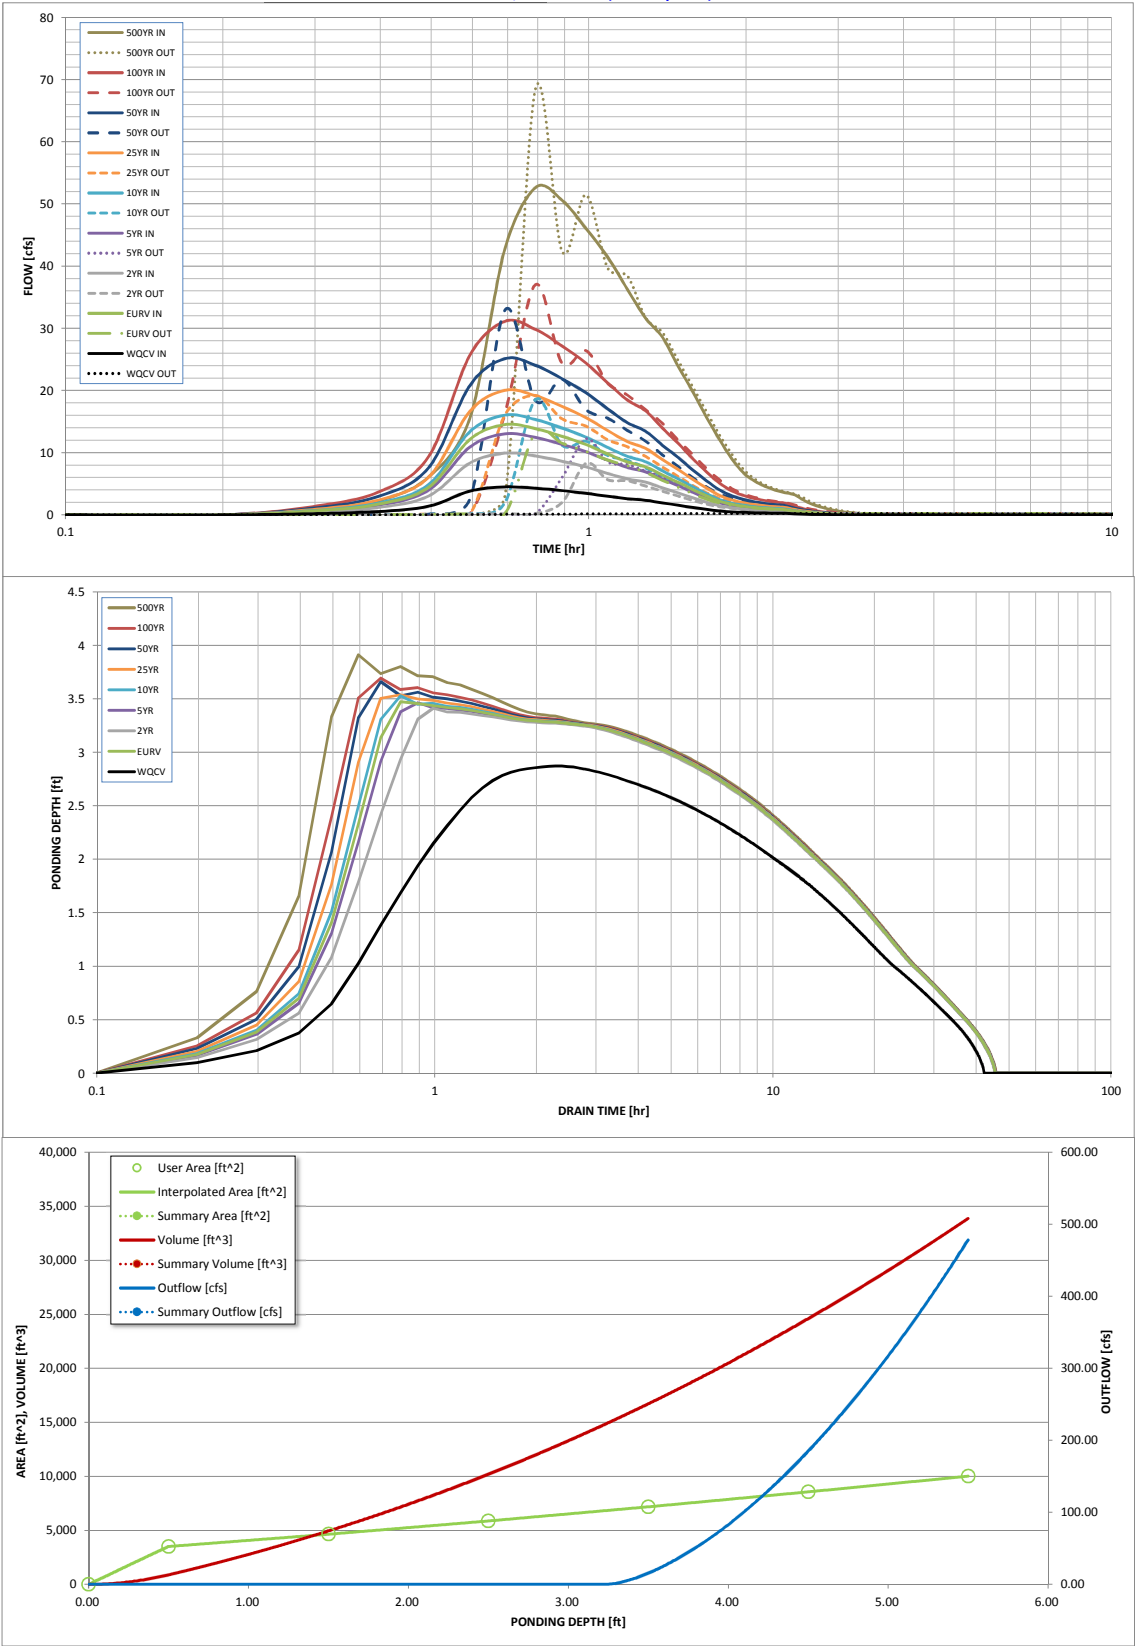 80
70
60
50
40
30
20
10
0
FLOW [cfs]
500YR IN
500YR OUT
100YR IN
100YR OUT
50YR IN
50YR OUT
25YR IN
25YR OUT
10YR IN
10YR OUT
5YR IN
5YR OUT
2YR IN
2YR OUT
EURV IN
EURV OUT
WQCV IN
WQCV OUT
0.1
1
10
TIME [hr]
4.5
4
3.5
3
2.5
2
1.5
1
0.5
0
PONDING DEPTH [ft]
500YR
100YR
50YR
25YR
10YR
5YR
2YR
EURV
WQCV
0.1
1
10
100
DRAIN TIME [hr]
40,000
35,000
30,000
25,000
20,000
15,000
10,000
5,000
0
AREA [ft^2], VOLUME [ft^3]
User Area [ft^2]
Interpolated Area [ft^2]
Summary Area [ft^2]
Volume [ft^3]
Summary Volume [ft^3]
Outflow [cfs]
Summary Outflow [cfs]
600.00
500.00
400.00
300.00
200.00
100.00
0.00
OUTFLOW [cfs]
0.00
1.00
2.00
3.00
4.00
5.00
6.00
PONDING DEPTH [ft]